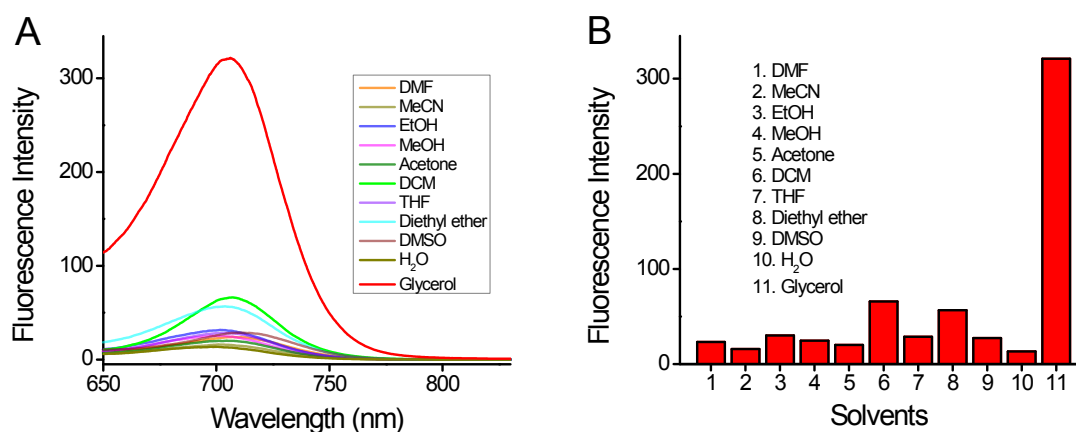 A
Fluorescence Intensity
300
200
100
0
650
700
750
800
Wavelength (nm)
DMF
MeCN
EtOH
MeOH
Acetone
DCM
THF
Diethyl ether
DMSO
H₂O
Glycerol
B
Fluorescence Intensity
300
200
100
0
1. DMF
2. MeCN
3. EtOH
4. MeOH
5. Acetone
6. DCM
7. THF
8. Diethyl ether
9. DMSO
10. H₂O
11. Glycerol
1 2 3 4 5 6 7 8 9 10 11
Solvents